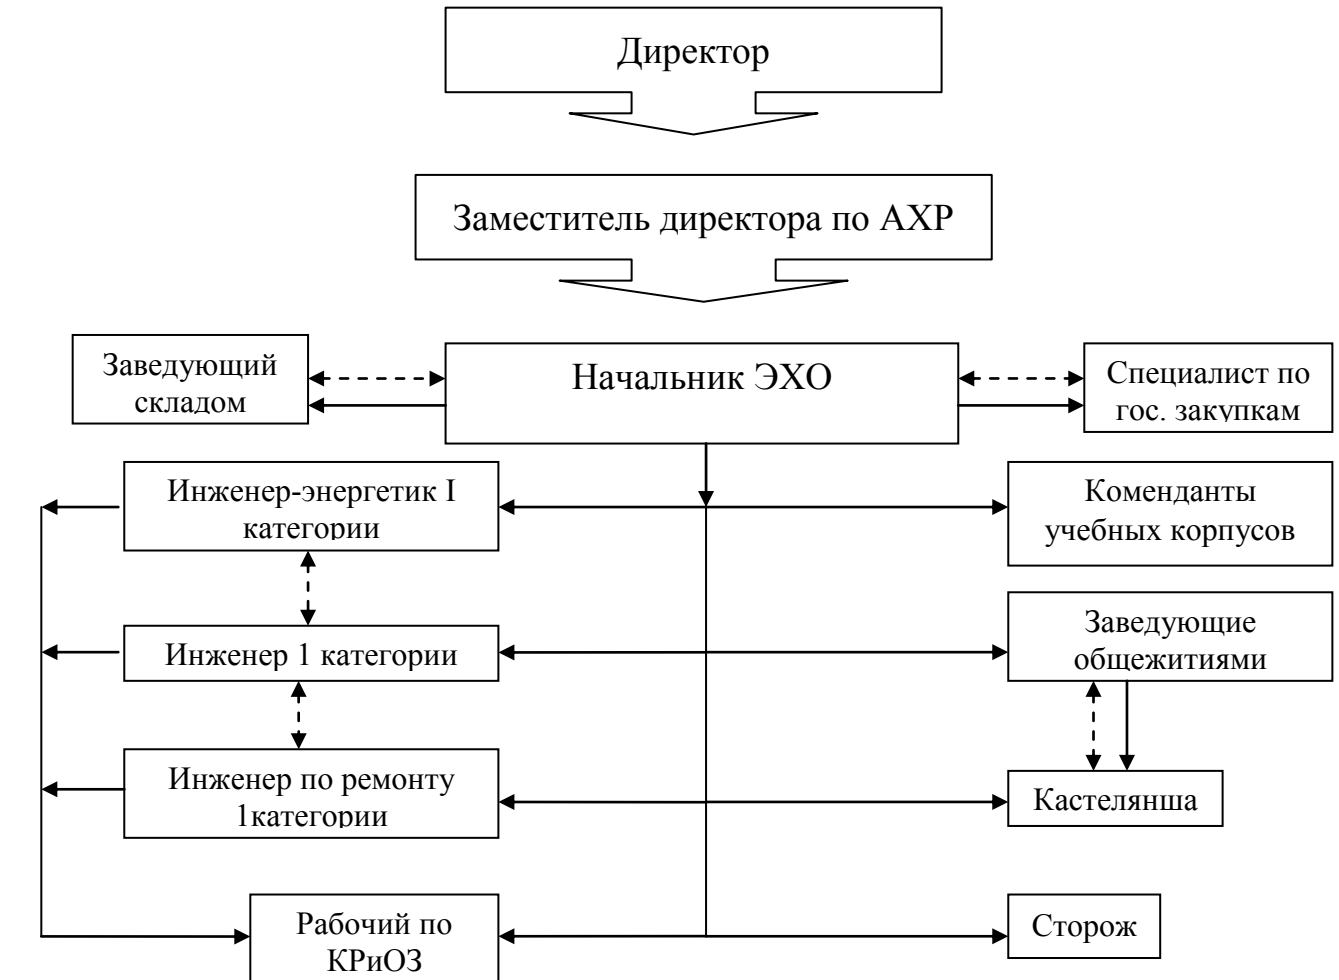 Директор
Заместитель директора по АХР
Заведующий
складом
Начальник ЭХО
Специалист по
гос. закупкам
Инженер-энергетик I
категории
Коменданты
учебных корпусов
Инженер 1 категории
Заведующие
общежитиями
Инженер по ремонту
1категории
Кастелянша
Рабочий по
КРиОЗ
Сторож